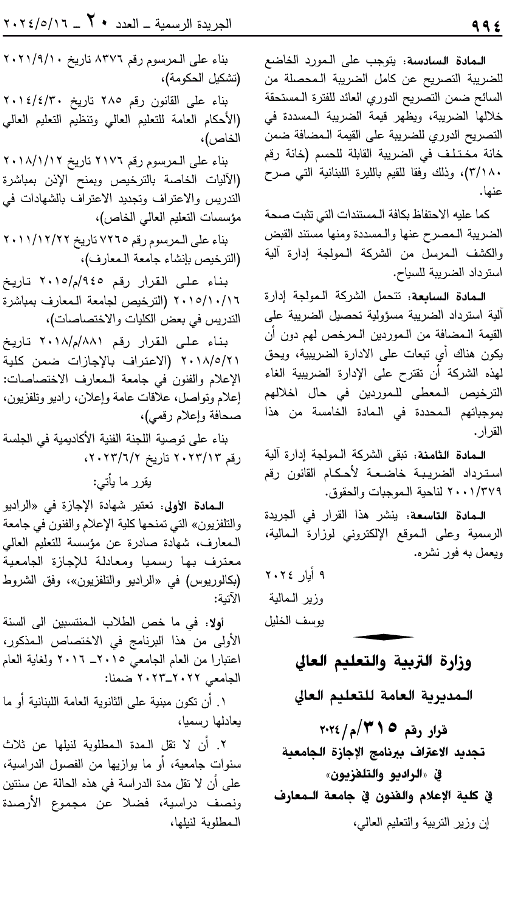 ٩٩٤
الجريدة الرسمية – العدد ٢٠ – ٢٠٢٤/٥/١٦
المادة السادسة: يتوجب على المورد الخاضع
للضريبة التصريح عن كامل الضريبة المحصلة من
السائح ضمن التصريح الدوري العائد للفترة المستحقة
خلالها الضريبة، ويظهر قيمة الضريبة المسددة في
التصريح الدوري للضريبة على القيمة المضافة ضمن
خانة مختلف في الضريبة القابلة للحسم (خانة رقم
٣/١٨٠)، وذلك وفقا للقيم بالليرة اللبنانية التي صرح
عنها.
كما عليه الاحتفاظ بكافة المستندات التي تثبت صحة
الضريبة المصرح عنها والمسددة ومنها مستند القبض
والكشف المرسل من الشركة المولجة إدارة آلية
استرداد الضريبة للسياح.
المادة السابعة: تتحمل الشركة المولجة إدارة
آلية استرداد الضريبة مسؤولية تحصيل الضريبة على
القيمة المضافة من الموردين المرخص لهم دون أن
يكون هناك أي تبعات على الادارة الضريبية، ويحق
لهذه الشركة أن تقترح على الإدارة الضريبية الغاء
الترخيص المعطى للموردين في حال اخلالهم
بموجباتهم المحددة في المادة الخامسة من هذا
القرار.
المادة الثامنة: تبقى الشركة المولجة إدارة آلية
استرداد الضريبة خاضعة لأحكام القانون رقم
٢٠٠١/٣٧٩ لناحية الموجبات والحقوق.
المادة التاسعة: ينشر هذا القرار في الجريدة
الرسمية وعلى الموقع الإلكتروني لوزارة المالية،
ويعمل به فور نشره.
٩ أيار ٢٠٢٤
وزير المالية
يوسف الخليل
وزارة التربية والتعليم العالي
المديرية العامة للتعليم العالي
قرار رقم ٣١٥/م/٢٠٢٤
تجديد الاعتراف ببرنامج الإجازة الجامعية
في «الراديو والتلفزيون»
في كلية الإعلام والفنون في جامعة المعارف
إن وزير التربية والتعليم العالي،
بناء على المرسوم رقم ٨٣٧٦ تاريخ ٢٠٢١/٩/١٠
(تشكيل الحكومة)،
بناء على القانون رقم ٢٨٥ تاريخ ٢٠١٤/٤/٣٠
(الأحكام العامة للتعليم العالي وتنظيم التعليم العالي
الخاص)،
بناء على المرسوم رقم ٢١٧٦ تاريخ ٢٠١٨/١/١٢
(الآليات الخاصة بالترخيص وبمنح الإذن بمباشرة
التدريس والاعتراف وتجديد الاعتراف بالشهادات في
مؤسسات التعليم العالي الخاص)،
بناء على المرسوم رقم ٧٢٦٥ تاريخ ٢٠١١/١٢/٢٢
(الترخيص بإنشاء جامعة المعارف)،
بناء على القرار رقم ٩٤٥/م/٢٠١٥ تاريخ
٢٠١٥/١٠/١٦ (الترخيص لجامعة المعارف بمباشرة
التدريس في بعض الكليات والاختصاصات)،
بناء على القرار رقم ٨٨١/م/٢٠١٨ تاريخ
٢٠١٨/٥/٢١ (الاعتراف بالإجازات ضمن كلية
الإعلام والفنون في جامعة المعارف الاختصاصات:
إعلام وتواصل، علاقات عامة وإعلان، راديو وتلفزيون،
صحافة وإعلام رقمي)،
بناء على توصية اللجنة الفنية الأكاديمية في الجلسة
رقم ٢٠٢٣/١٣ تاريخ ٢٠٢٣/٦/٢،
يقرر ما يأتي:
المادة الأولى: تعتبر شهادة الإجازة في «الراديو
والتلفزيون» التي تمنحها كلية الإعلام والفنون في جامعة
المعارف، شهادة صادرة عن مؤسسة للتعليم العالي
معترف بها رسميا ومعادلة للإجازة الجامعية
(بكالوريوس) في «الراديو والتلفزيون»، وفق الشروط
الآتية:
أولا: في ما خص الطلاب المنتسبين الى السنة
الأولى من هذا البرنامج في الاختصاص المذكور،
اعتبارا من العام الجامعي ٢٠١٥–٢٠١٦ ولغاية العام
الجامعي ٢٠٢٢–٢٠٢٣ ضمنا:
١. أن تكون مبنية على الثانوية العامة اللبنانية أو ما
يعادلها رسميا،
٢. أن لا تقل المدة المطلوبة لنيلها عن ثلاث
سنوات جامعية، أو ما يوازيها من الفصول الدراسية،
على أن لا تقل مدة الدراسة في هذه الحالة عن سنتين
ونصف دراسية، فضلا عن مجموع الأرصدة
المطلوبة لنيلها،